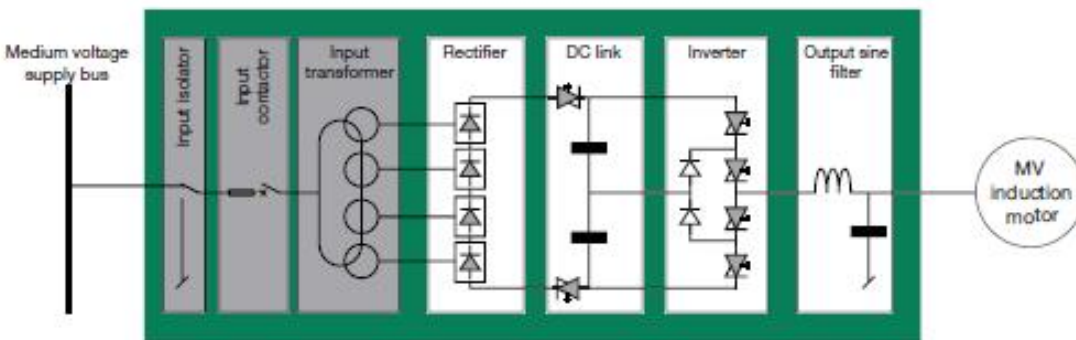 Medium voltage
supply bus
Input isolator
Input
contactor
Input
transformer
Rectifier
DC link
Inverter
Output sine
filter
MV
induction
motor